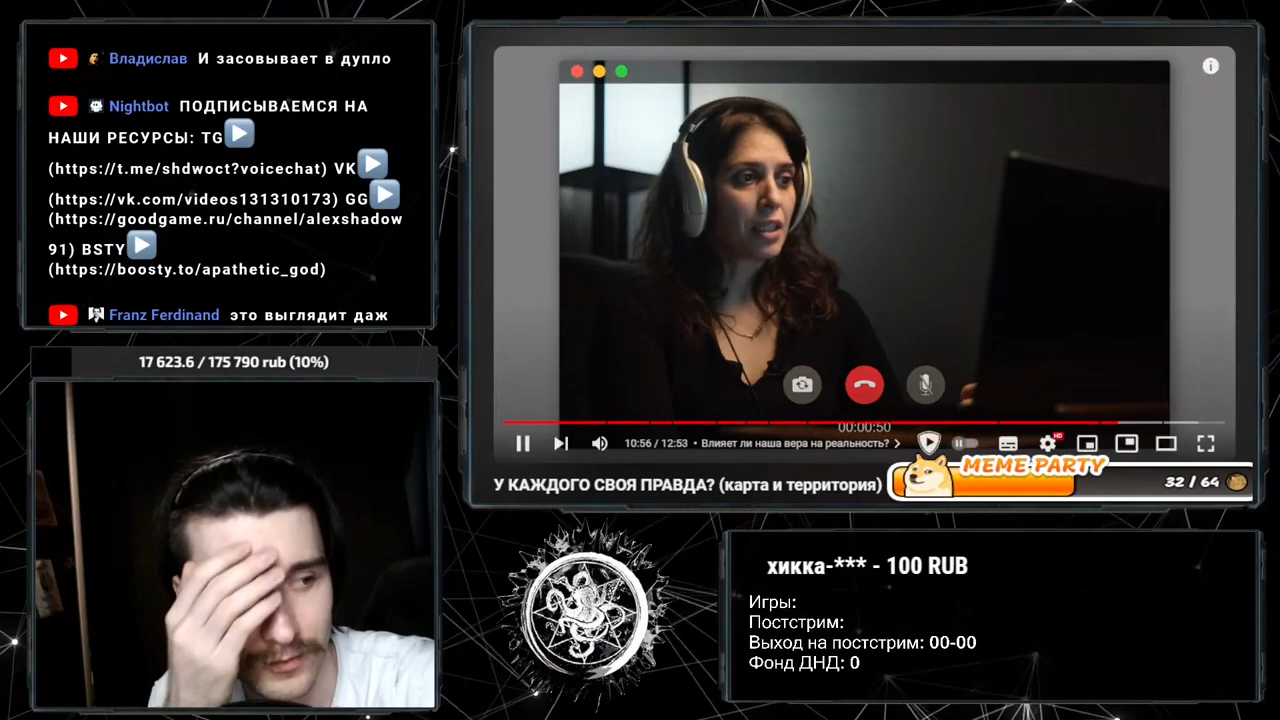 Владислав И засовывает в дупло
Nightbot ПОДПИСЫВАЕМСЯ НА
НАШИ РЕСУРСЫ: TG
(https://t.me/shdwoct?voicechat) VK
(https://vk.com/videos131310173) GG
(https://goodgame.ru/channel/alexshadow
91) BSTY
(https://boosty.to/apathetic_god)
Franz Ferdinand это выглядит даж
17 623.6 / 175 790 rub (10%)
00:00:50
10:56 / 12:53 • Влияет ли наша вера на реальность?
HD
MEME PARTY
У КАЖДОГО СВОЯ ПРАВДА? (карта и территория)
32 / 64
хикка-*** - 100 RUB
Игры:
Постстрим:
Выход на постстрим: 00-00
Фонд ДНД: 0